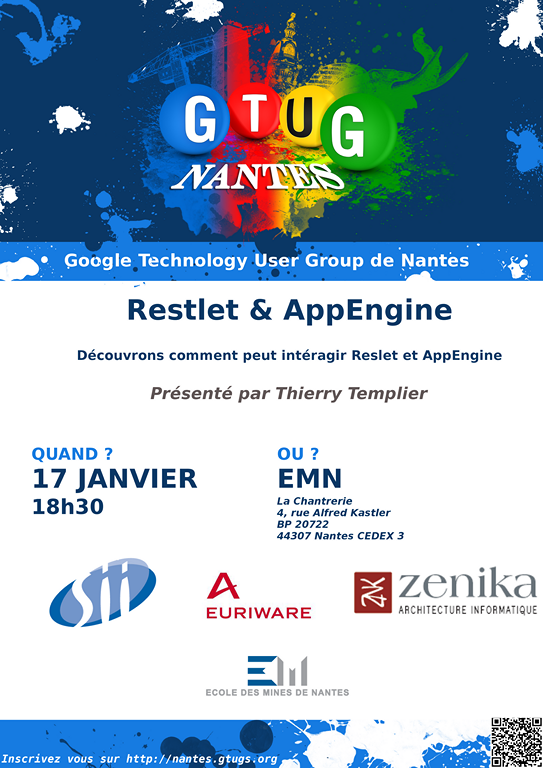 GTUG
NANTES
Google Technology User Group de Nantes
Restlet & AppEngine
Découvrons comment peut intéragir Reslet et AppEngine
Présenté par Thierry Templier
QUAND ?
17 JANVIER
18h30
OU ?
EMN
La Chantrerie
4, rue Alfred Kastler
BP 20722
44307 Nantes CEDEX 3
sii
EURIWARE
zenika
ARCHITECTURE INFORMATIQUE
EM
ECOLE DES MINES DE NANTES
Inscrivez vous sur http://nantes.gtugs.org